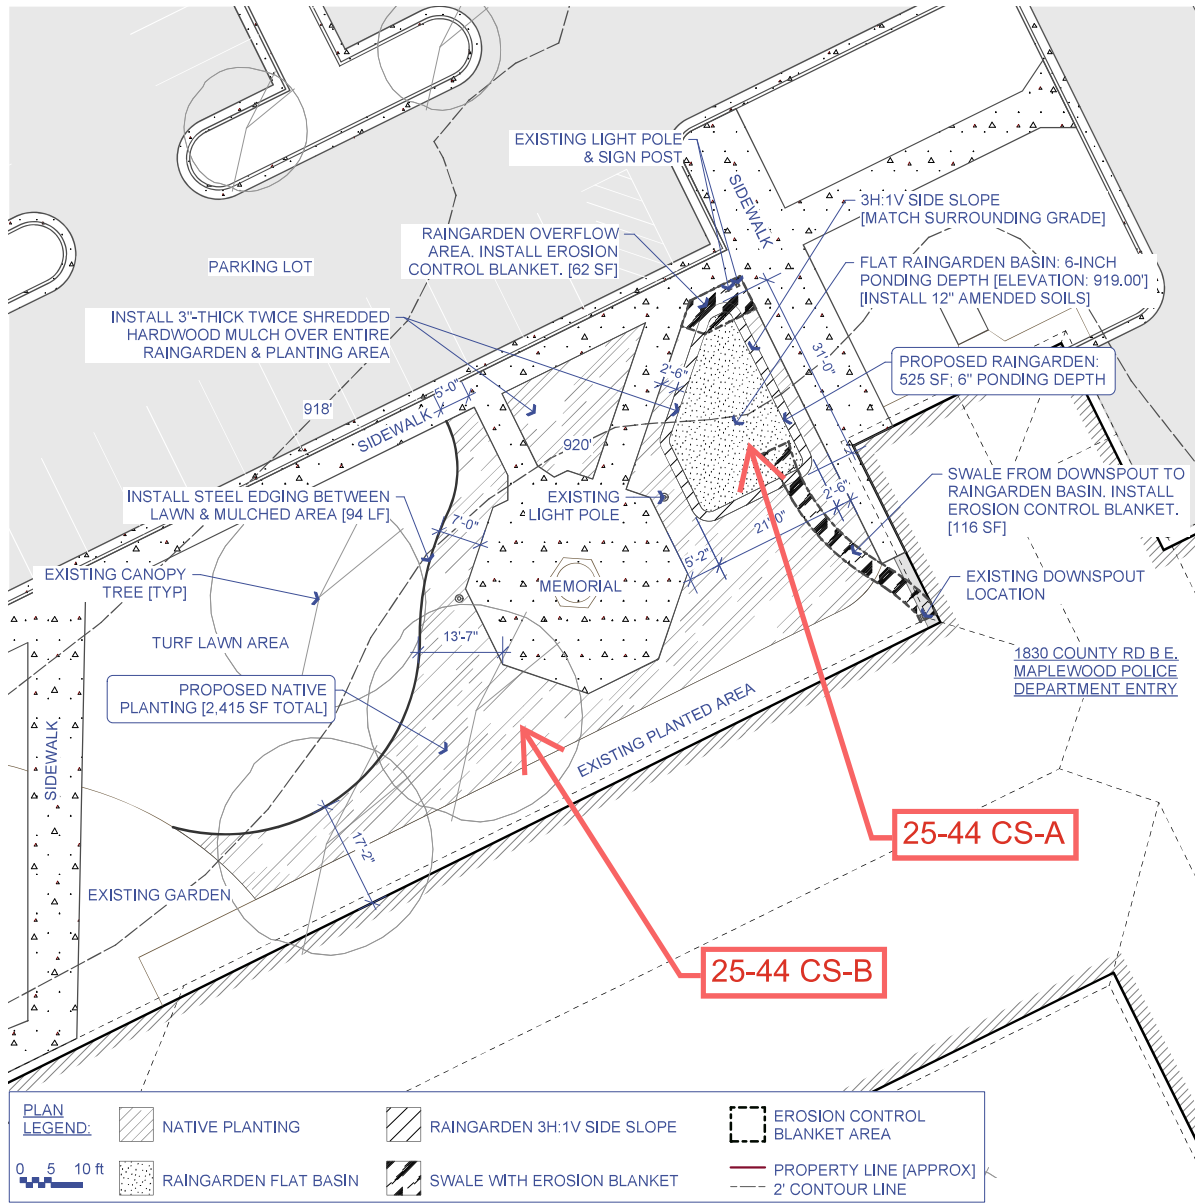 EXISTING LIGHT POLE
& SIGN POST
SIDEWALK
3H:1V SIDE SLOPE
[MATCH SURROUNDING GRADE]
RAINGARDEN OVERFLOW
AREA. INSTALL EROSION
CONTROL BLANKET. [62 SF]
PARKING LOT
FLAT RAINGARDEN BASIN: 6-INCH
PONDING DEPTH [ELEVATION: 919.00']
[INSTALL 12" AMENDED SOILS]
INSTALL 3"-THICK TWICE SHREDDED
HARDWOOD MULCH OVER ENTIRE
RAINGARDEN & PLANTING AREA
31'-0"
2'-6"
PROPOSED RAINGARDEN:
525 SF; 6" PONDING DEPTH
5'-0"
918'
SIDEWALK
920'
SWALE FROM DOWNSPOUT TO
RAINGARDEN BASIN. INSTALL
EROSION CONTROL BLANKET.
[116 SF]
INSTALL STEEL EDGING BETWEEN
LAWN & MULCHED AREA [94 LF]
EXISTING
LIGHT POLE
2'-6"
7'-0"
21'-0"
5'-2"
EXISTING CANOPY
TREE [TYP]
MEMORIAL
EXISTING DOWNSPOUT
LOCATION
TURF LAWN AREA
13'-7"
1830 COUNTY RD B E.
MAPLEWOOD POLICE
DEPARTMENT ENTRY
PROPOSED NATIVE
PLANTING [2,415 SF TOTAL]
EXISTING PLANTED AREA
SIDEWALK
25-44 CS-A
17'-2"
EXISTING GARDEN
25-44 CS-B
PLAN
LEGEND:
0 5 10 ft
NATIVE PLANTING
RAINGARDEN FLAT BASIN
RAINGARDEN 3H:1V SIDE SLOPE
SWALE WITH EROSION BLANKET
EROSION CONTROL
BLANKET AREA
PROPERTY LINE [APPROX]
2' CONTOUR LINE